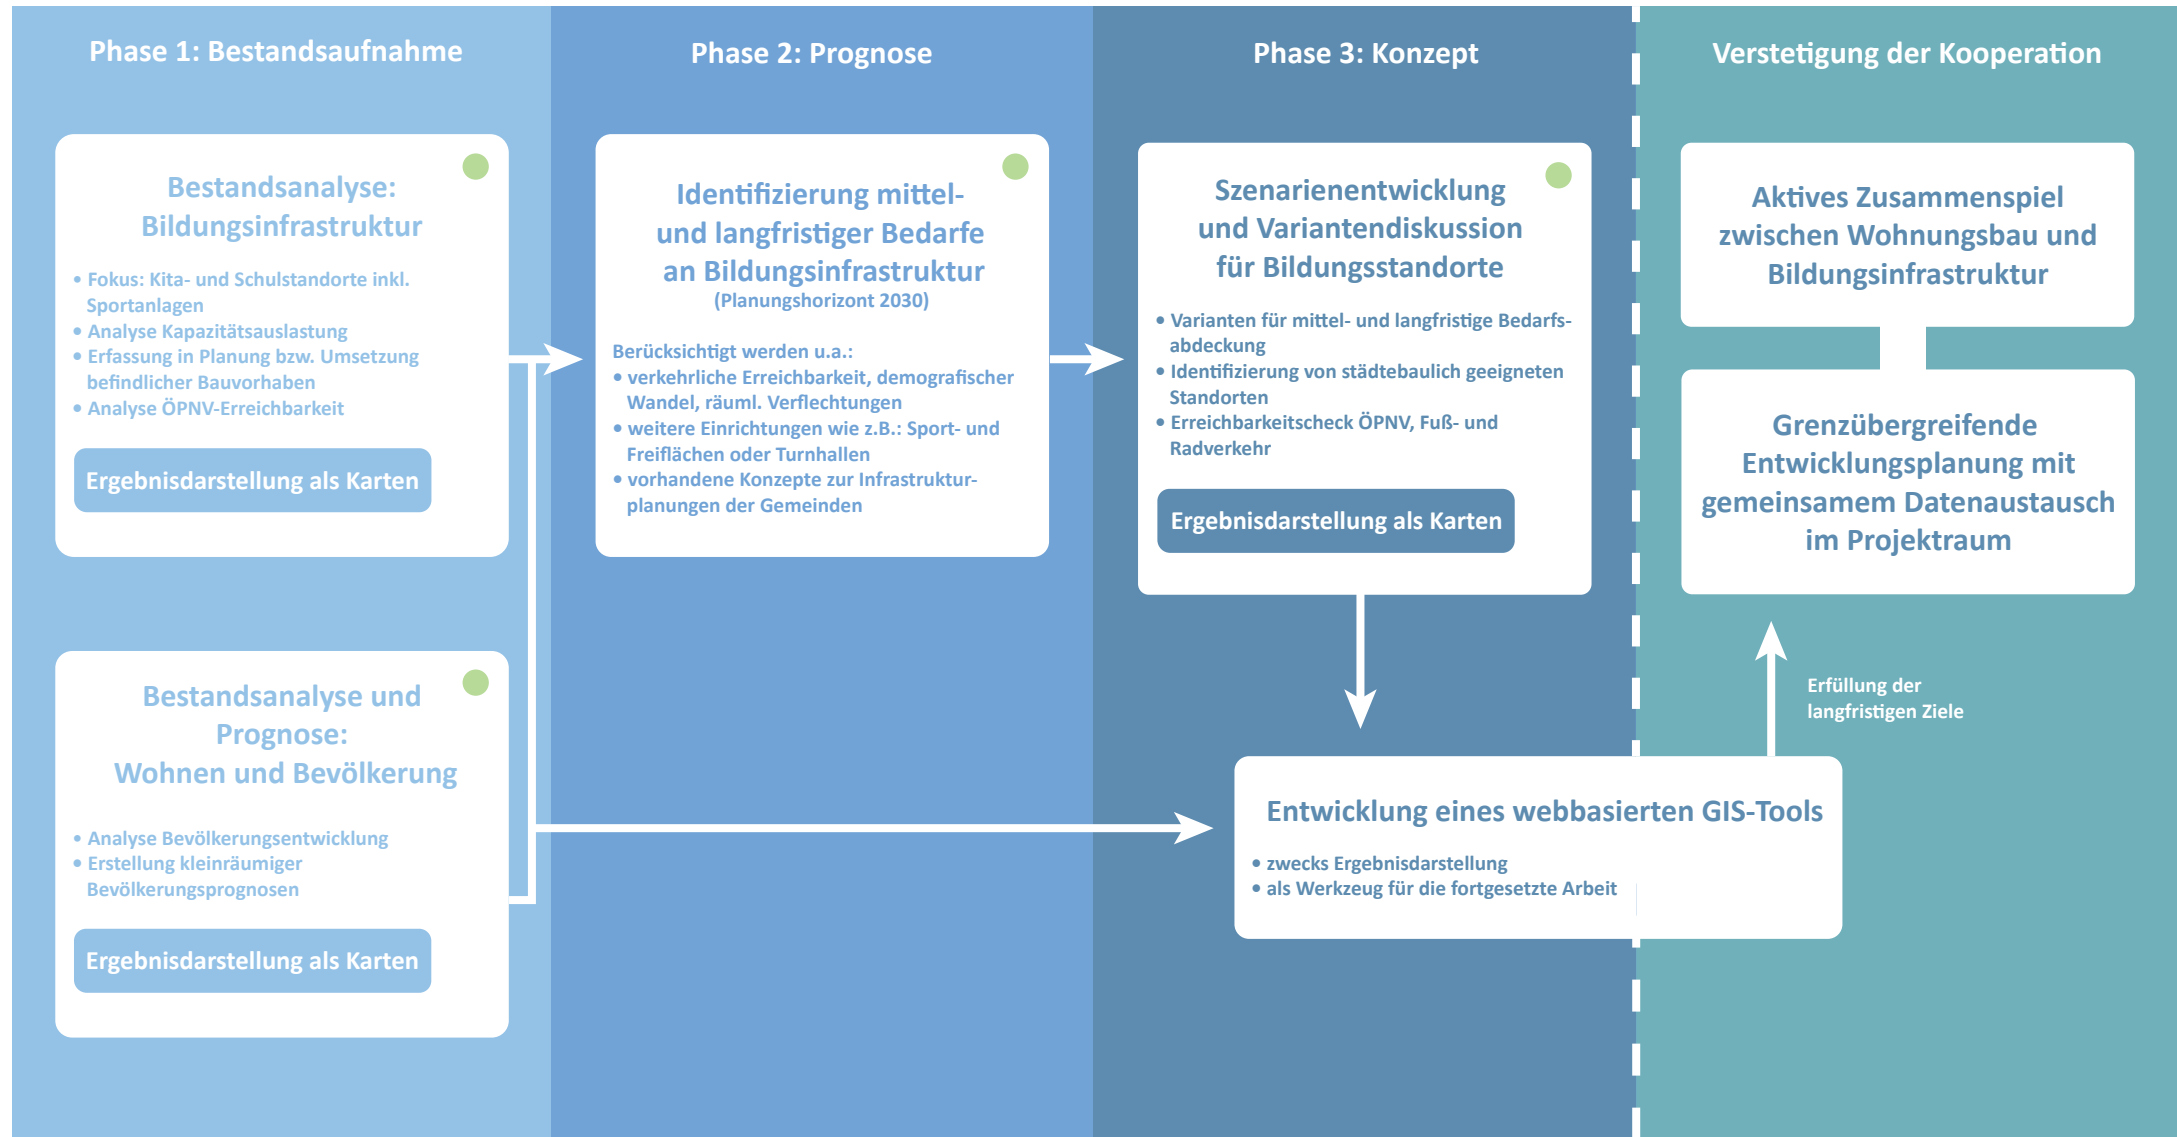 Phase 1: Bestandsaufnahme
Bestandsanalyse:
Bildungsinfrastruktur
• Fokus: Kita- und Schulstandorte inkl.
Sportanlagen
• Analyse Kapazitätsauslastung
• Erfassung in Planung bzw. Umsetzung
befindlicher Bauvorhaben
• Analyse ÖPNV-Erreichbarkeit
Ergebnisdarstellung als Karten
Bestandsanalyse und
Prognose:
Wohnen und Bevölkerung
• Analyse Bevölkerungsentwicklung
• Erstellung kleinräumiger
Bevölkerungsprognosen
Ergebnisdarstellung als Karten
Phase 2: Prognose
Identifizierung mittel-
und langfristiger Bedarfe
an Bildungsinfrastruktur
(Planungshorizont 2030)
Berücksichtigt werden u.a.:
• verkehrliche Erreichbarkeit, demografischer
Wandel, räuml. Verflechtungen
• weitere Einrichtungen wie z.B.: Sport- und
Freiflächen oder Turnhallen
• vorhandene Konzepte zur Infrastruktur-
planungen der Gemeinden
Phase 3: Konzept
Szenarienentwicklung
und Variantendiskussion
für Bildungsstandorte
• Varianten für mittel- und langfristige Bedarfs-
abdeckung
• Identifizierung von städtebaulich geeigneten
Standorten
• Erreichbarkeitscheck ÖPNV, Fuß- und
Radverkehr
Ergebnisdarstellung als Karten
Entwicklung eines webbasierten GIS-Tools
• zwecks Ergebnisdarstellung
• als Werkzeug für die fortgesetzte Arbeit
Verstetigung der Kooperation
Aktives Zusammenspiel
zwischen Wohnungsbau und
Bildungsinfrastruktur
Grenzübergreifende
Entwicklungsplanung mit
gemeinsamem Datenaustausch
im Projektraum
Erfüllung der
langfristigen Ziele